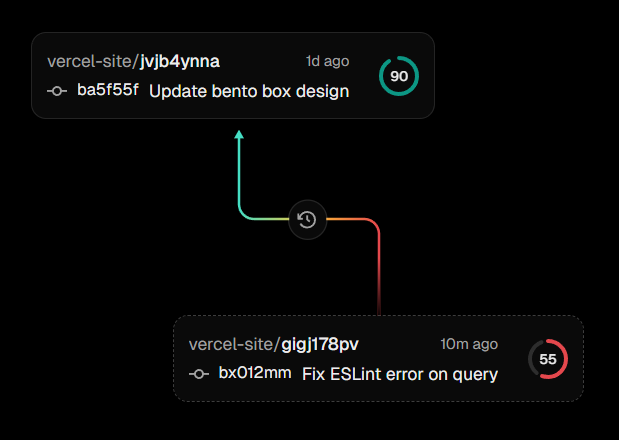 vercel-site/jvjb4ynna 1d ago
90
ba5f55f Update bento box design
vercel-site/gigj178pv 10m ago
55
bx012mm Fix ESLint error on query